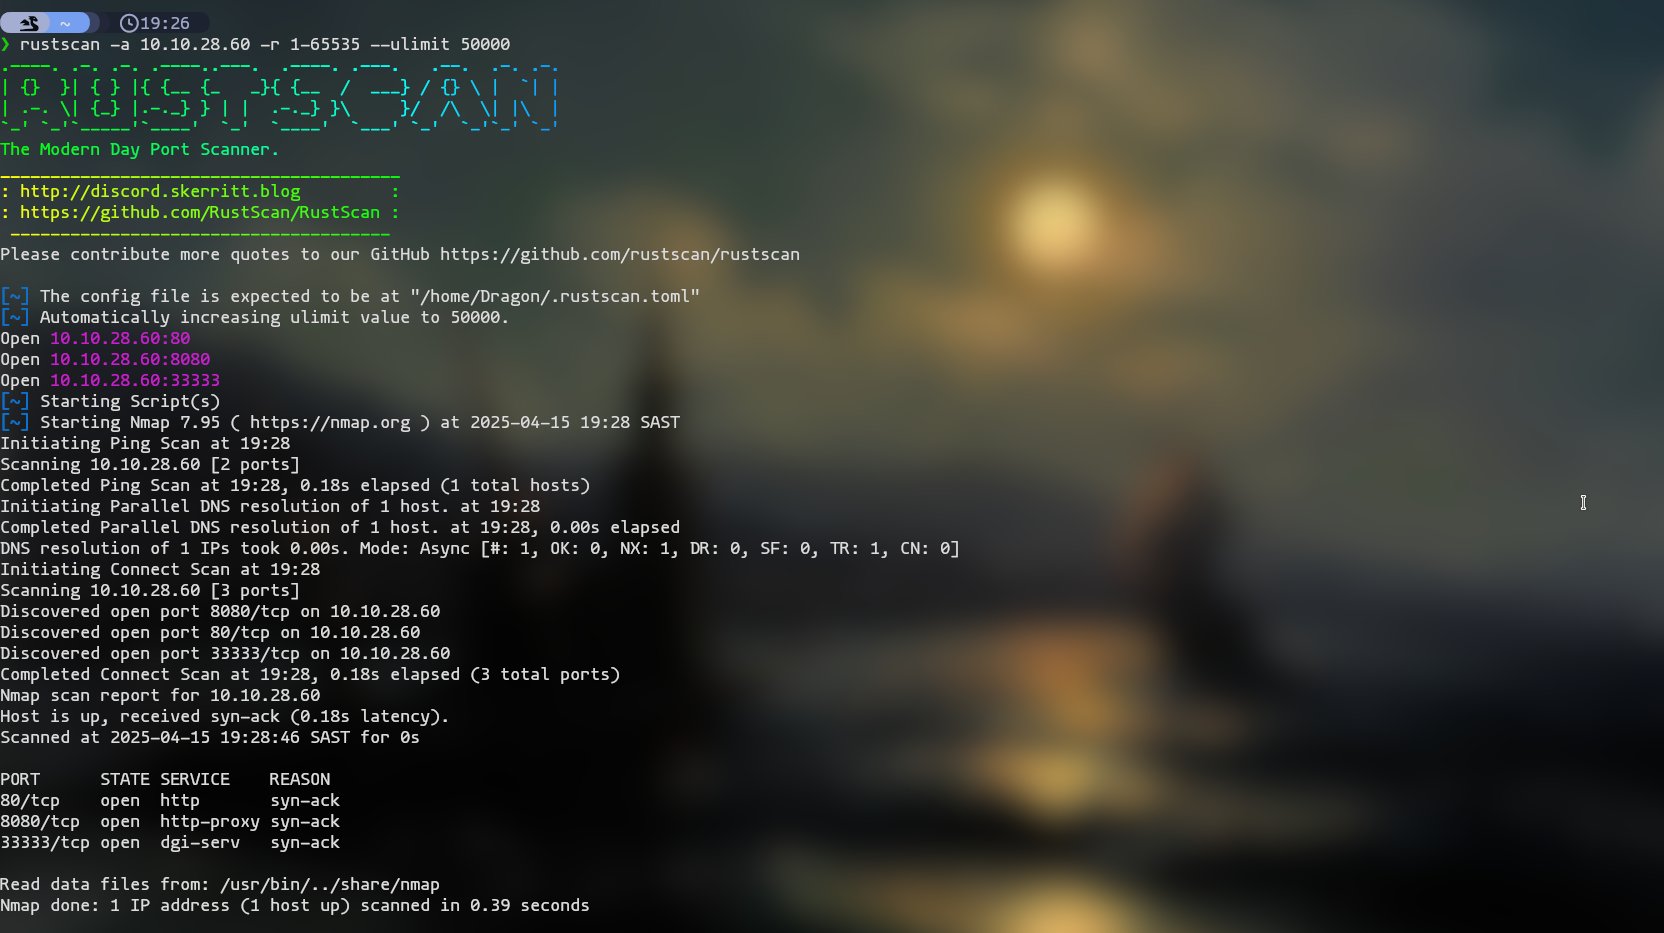 ~ 19:26
❯ rustscan -a 10.10.28.60 -r 1-65535 --ulimit 50000
.----. .-. .-. .----..---.  .----. .---.   .--.  .-. .-.
| {}  }| { } |{ {__ {_   _}{ {__  /  ___} / {} \ |  `| |
| .-. \| {_} |.-._} } | |  .-._} }\     }/  /\  \| |\  |
`-' `-'`-----'`----'  `-'  `----'  `---' `-'  `-'`-' `-'
The Modern Day Port Scanner.
________________________________________
: http://discord.skerritt.blog         :
: https://github.com/RustScan/RustScan :
 --------------------------------------
Please contribute more quotes to our GitHub https://github.com/rustscan/rustscan

[~] The config file is expected to be at "/home/Dragon/.rustscan.toml"
[~] Automatically increasing ulimit value to 50000.
Open 10.10.28.60:80
Open 10.10.28.60:8080
Open 10.10.28.60:33333
[~] Starting Script(s)
[~] Starting Nmap 7.95 ( https://nmap.org ) at 2025-04-15 19:28 SAST
Initiating Ping Scan at 19:28
Scanning 10.10.28.60 [2 ports]
Completed Ping Scan at 19:28, 0.18s elapsed (1 total hosts)
Initiating Parallel DNS resolution of 1 host. at 19:28
Completed Parallel DNS resolution of 1 host. at 19:28, 0.00s elapsed
DNS resolution of 1 IPs took 0.00s. Mode: Async [#: 1, OK: 0, NX: 1, DR: 0, SF: 0, TR: 1, CN: 0]
Initiating Connect Scan at 19:28
Scanning 10.10.28.60 [3 ports]
Discovered open port 8080/tcp on 10.10.28.60
Discovered open port 80/tcp on 10.10.28.60
Discovered open port 33333/tcp on 10.10.28.60
Completed Connect Scan at 19:28, 0.18s elapsed (3 total ports)
Nmap scan report for 10.10.28.60
Host is up, received syn-ack (0.18s latency).
Scanned at 2025-04-15 19:28:46 SAST for 0s

PORT      STATE SERVICE    REASON
80/tcp    open  http       syn-ack
8080/tcp  open  http-proxy syn-ack
33333/tcp open  dgi-serv   syn-ack

Read data files from: /usr/bin/../share/nmap
Nmap done: 1 IP address (1 host up) scanned in 0.39 seconds